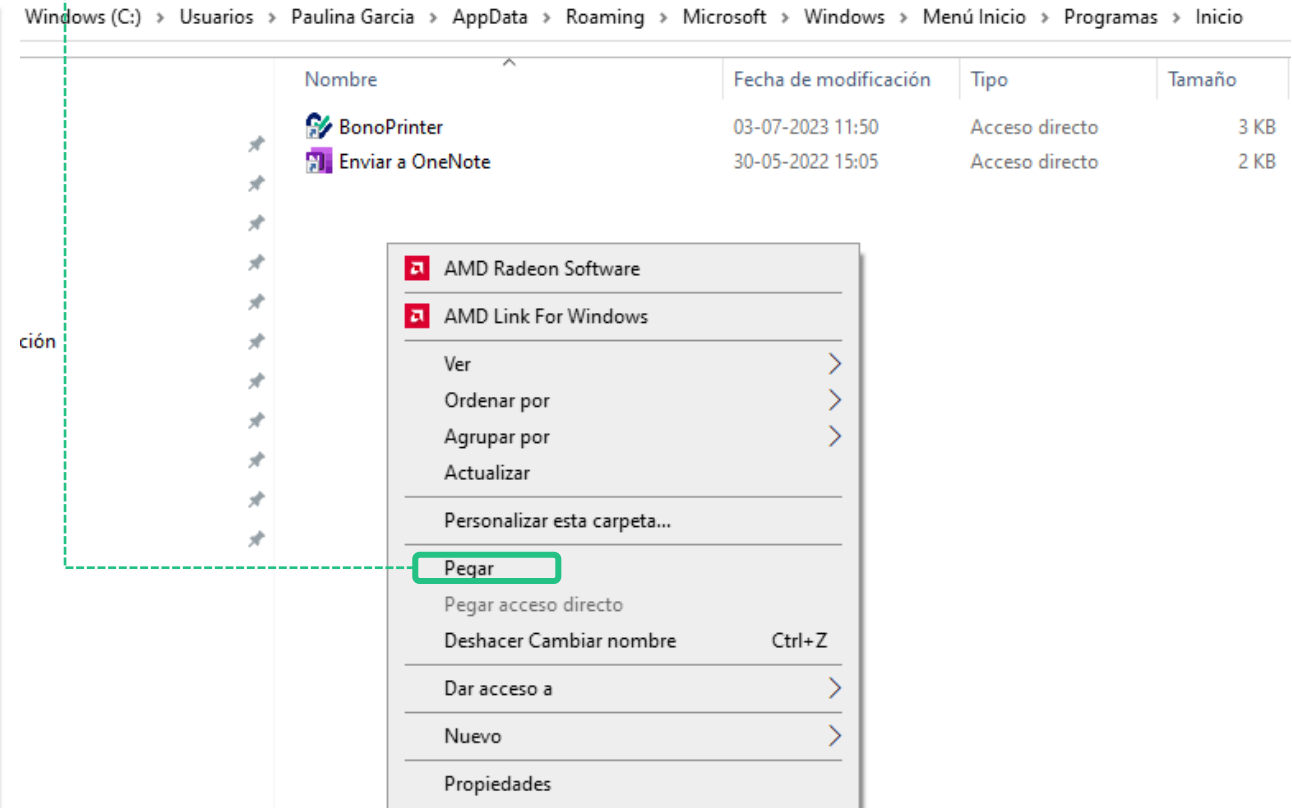 Windows (C:) > Usuarios > Paulina Garcia > AppData > Roaming > Microsoft > Windows > Menú Inicio > Programas > Inicio
Nombre Fecha de modificación Tipo Tamaño
BonoPrinter 03-07-2023 11:50 Acceso directo 3 KB
Enviar a OneNote 30-05-2022 15:05 Acceso directo 2 KB
AMD Radeon Software
AMD Link For Windows
ción
Ver
Ordenar por
Agrupar por
Actualizar
Personalizar esta carpeta...
Pegar
Pegar acceso directo
Deshacer Cambiar nombre Ctrl+Z
Dar acceso a
Nuevo
Propiedades